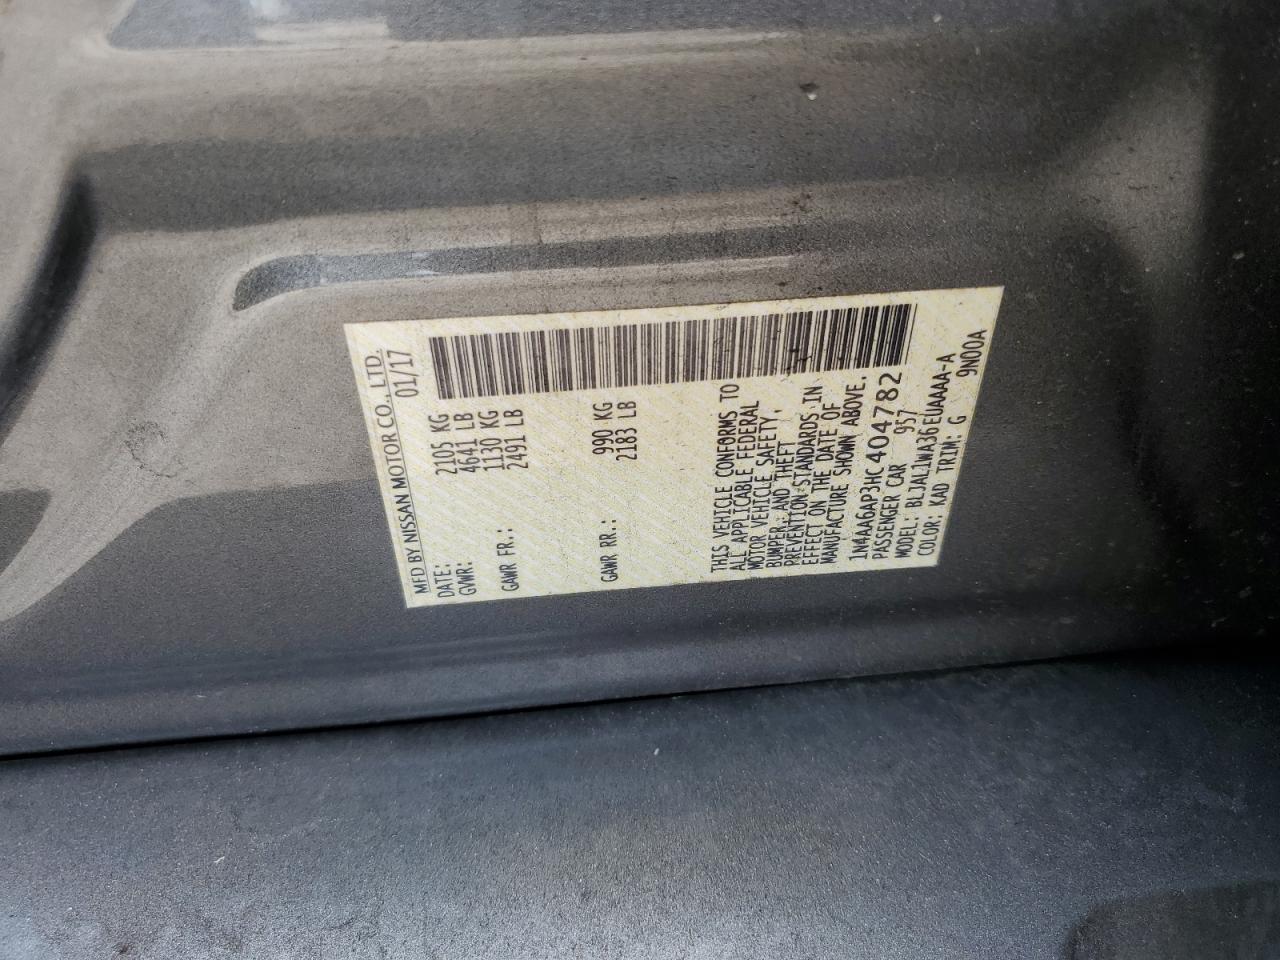 MFD BY NISSAN MOTOR CO., LTD.
DATE: 01/17
GVWR: 2105 KG
4641 LB
GAWR FR.: 1130 KG
2491 LB
GAWR RR.: 990 KG
2183 LB
THIS VEHICLE CONFORMS TO
ALL APPLICABLE FEDERAL
MOTOR VEHICLE SAFETY,
BUMPER, AND THEFT
PREVENTION STANDARDS IN
EFFECT ON THE DATE OF
MANUFACTURE SHOWN ABOVE.
1N4AA6AP3HC404782
PASSENGER CAR 957
MODEL: BLJAL1WA36EUAAAA-A
COLOR: KAD TRIM: G 9N00A